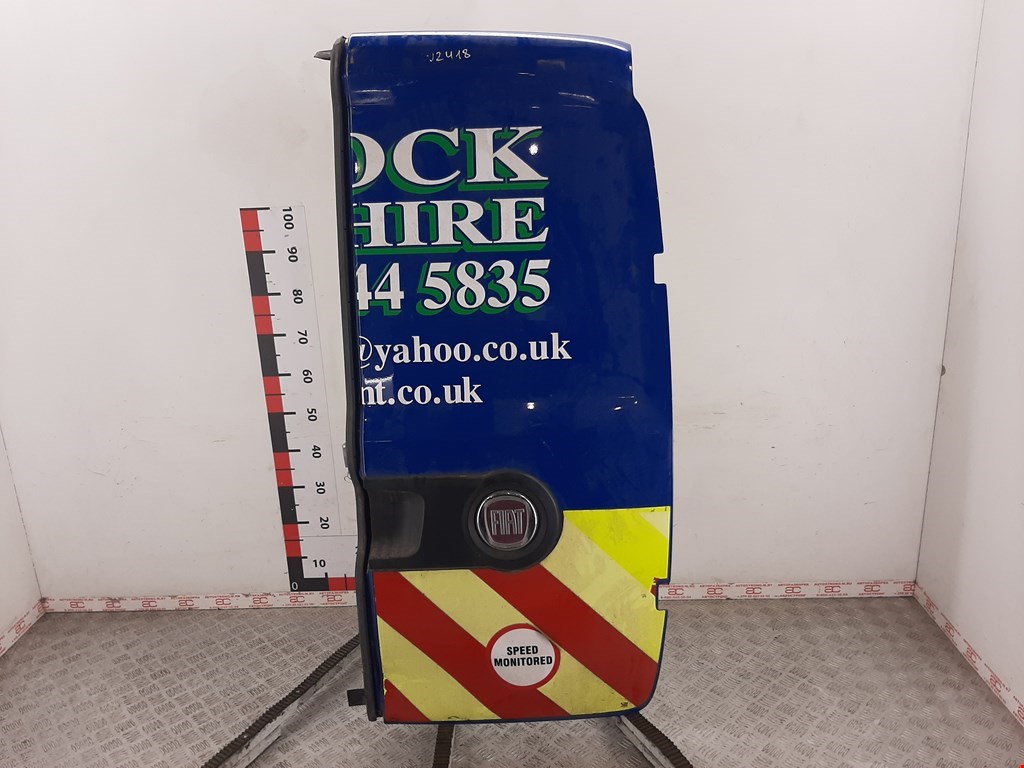 J2418
OCK
HIRE
44 5835
@yahoo.co.uk
nt.co.uk
FIAT
SPEED
MONITORED
100
90
80
70
60
50
40
30
20
10
0